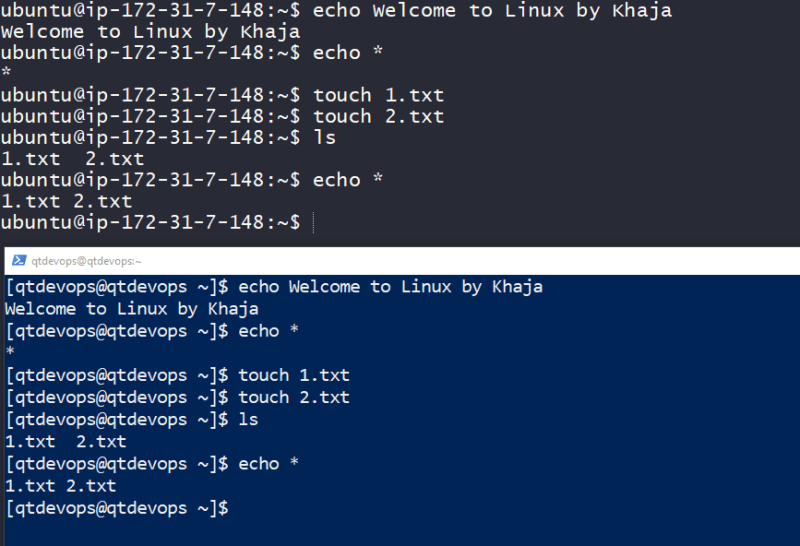 ubuntu@ip-172-31-7-148:~$ echo Welcome to Linux by Khaja
Welcome to Linux by Khaja
ubuntu@ip-172-31-7-148:~$ echo *
*
ubuntu@ip-172-31-7-148:~$ touch 1.txt
ubuntu@ip-172-31-7-148:~$ touch 2.txt
ubuntu@ip-172-31-7-148:~$ ls
1.txt  2.txt
ubuntu@ip-172-31-7-148:~$ echo *
1.txt 2.txt
ubuntu@ip-172-31-7-148:~$
qtdevops@qtdevops:~
[qtdevops@qtdevops ~]$ echo Welcome to Linux by Khaja
Welcome to Linux by Khaja
[qtdevops@qtdevops ~]$ echo *
*
[qtdevops@qtdevops ~]$ touch 1.txt
[qtdevops@qtdevops ~]$ touch 2.txt
[qtdevops@qtdevops ~]$ ls
1.txt  2.txt
[qtdevops@qtdevops ~]$ echo *
1.txt 2.txt
[qtdevops@qtdevops ~]$